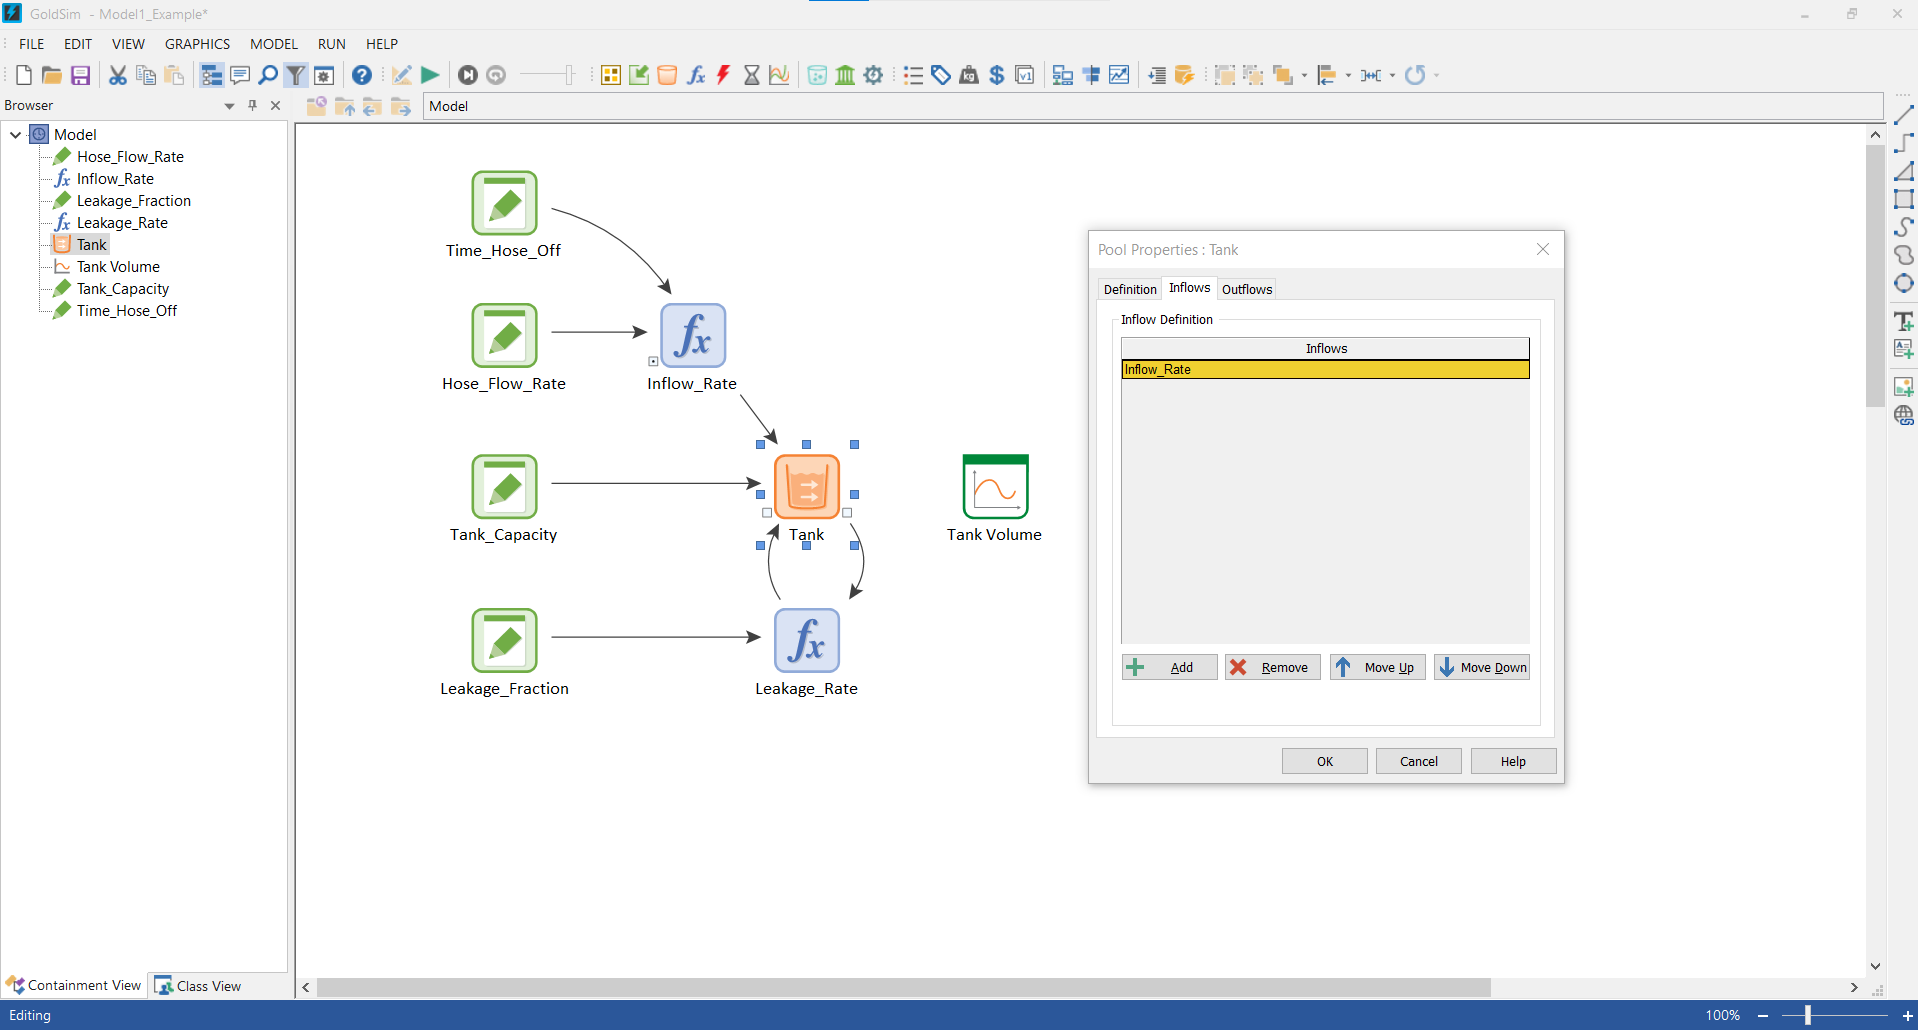 GoldSim - Model1_Example*
FILE EDIT VIEW GRAPHICS MODEL RUN HELP
Browser
Model
Model
Hose_Flow_Rate
Inflow_Rate
Leakage_Fraction
Leakage_Rate
Tank
Tank Volume
Tank_Capacity
Time_Hose_Off
Containment View
Class View
Time_Hose_Off
Hose_Flow_Rate
Inflow_Rate
Tank_Capacity
Tank
Tank Volume
Leakage_Fraction
Leakage_Rate
Pool Properties : Tank
Definition Inflows Outflows
Inflow Definition
Inflows
Inflow_Rate
Add Remove Move Up Move Down
OK Cancel Help
Editing
100%